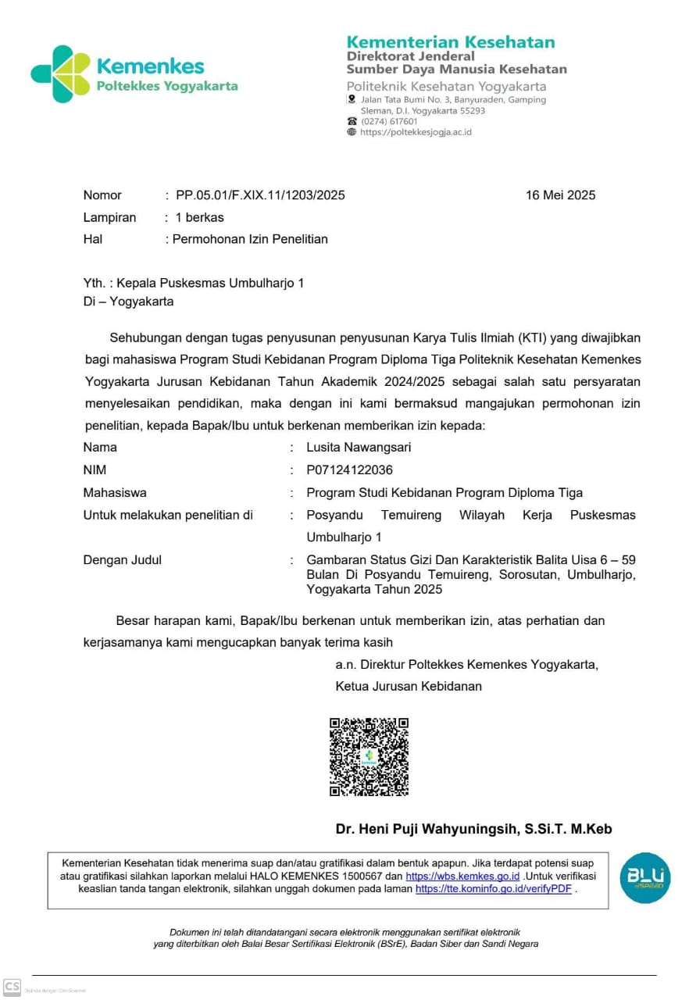 Kemenkes
Poltekkes Yogyakarta
Kementerian Kesehatan
Direktorat Jenderal
Sumber Daya Manusia Kesehatan
Politeknik Kesehatan Yogyakarta
Jalan Tata Bumi No. 3, Banyuraden, Gamping
Sleman, D.I. Yogyakarta 55293
(0274) 617601
https://poltekkesjogja.ac.id
Nomor : PP.05.01/F.XIX.11/1203/2025 16 Mei 2025
Lampiran : 1 berkas
Hal : Permohonan Izin Penelitian
Yth. : Kepala Puskesmas Umbulharjo 1
Di – Yogyakarta
Sehubungan dengan tugas penyusunan penyusunan Karya Tulis Ilmiah (KTI) yang diwajibkan
bagi mahasiswa Program Studi Kebidanan Program Diploma Tiga Politeknik Kesehatan Kemenkes
Yogyakarta Jurusan Kebidanan Tahun Akademik 2024/2025 sebagai salah satu persyaratan
menyelesaikan pendidikan, maka dengan ini kami bermaksud mangajukan permohonan izin
penelitian, kepada Bapak/Ibu untuk berkenan memberikan izin kepada:
Nama : Lusita Nawangsari
NIM : P07124122036
Mahasiswa : Program Studi Kebidanan Program Diploma Tiga
Untuk melakukan penelitian di : Posyandu Temuireng Wilayah Kerja Puskesmas
Umbulharjo 1
Dengan Judul : Gambaran Status Gizi Dan Karakteristik Balita Uisa 6 – 59
Bulan Di Posyandu Temuireng, Sorosutan, Umbulharjo,
Yogyakarta Tahun 2025
Besar harapan kami, Bapak/Ibu berkenan untuk memberikan izin, atas perhatian dan
kerjasamanya kami mengucapkan banyak terima kasih
a.n. Direktur Poltekkes Kemenkes Yogyakarta,
Ketua Jurusan Kebidanan
Kemenkes
Dr. Heni Puji Wahyuningsih, S.Si.T. M.Keb
Kementerian Kesehatan tidak menerima suap dan/atau gratifikasi dalam bentuk apapun. Jika terdapat potensi suap
atau gratifikasi silahkan laporkan melalui HALO KEMENKES 1500567 dan https://wbs.kemkes.go.id .Untuk verifikasi
keaslian tanda tangan elektronik, silahkan unggah dokumen pada laman https://tte.kominfo.go.id/verifyPDF .
BLU
SPEED
Dokumen ini telah ditandatangani secara elektronik menggunakan sertifikat elektronik
yang diterbitkan oleh Balai Besar Sertifikasi Elektronik (BSrE), Badan Siber dan Sandi Negara
CS Dipindai dengan CamScanner